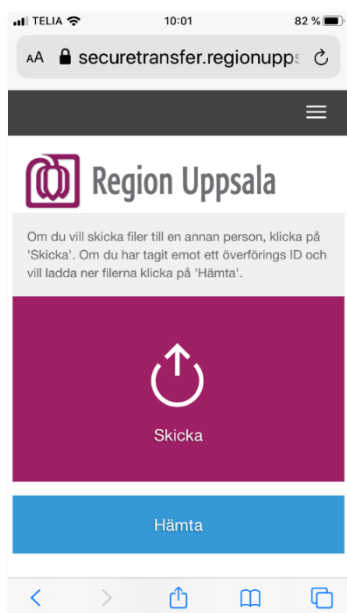 TELIA 10:01 82 %
AA securetransfer.regionupps
Region Uppsala
Om du vill skicka filer till en annan person, klicka på
'Skicka'. Om du har tagit emot ett överförings ID och
vill ladda ner filerna klicka på 'Hämta'.
Skicka
Hämta